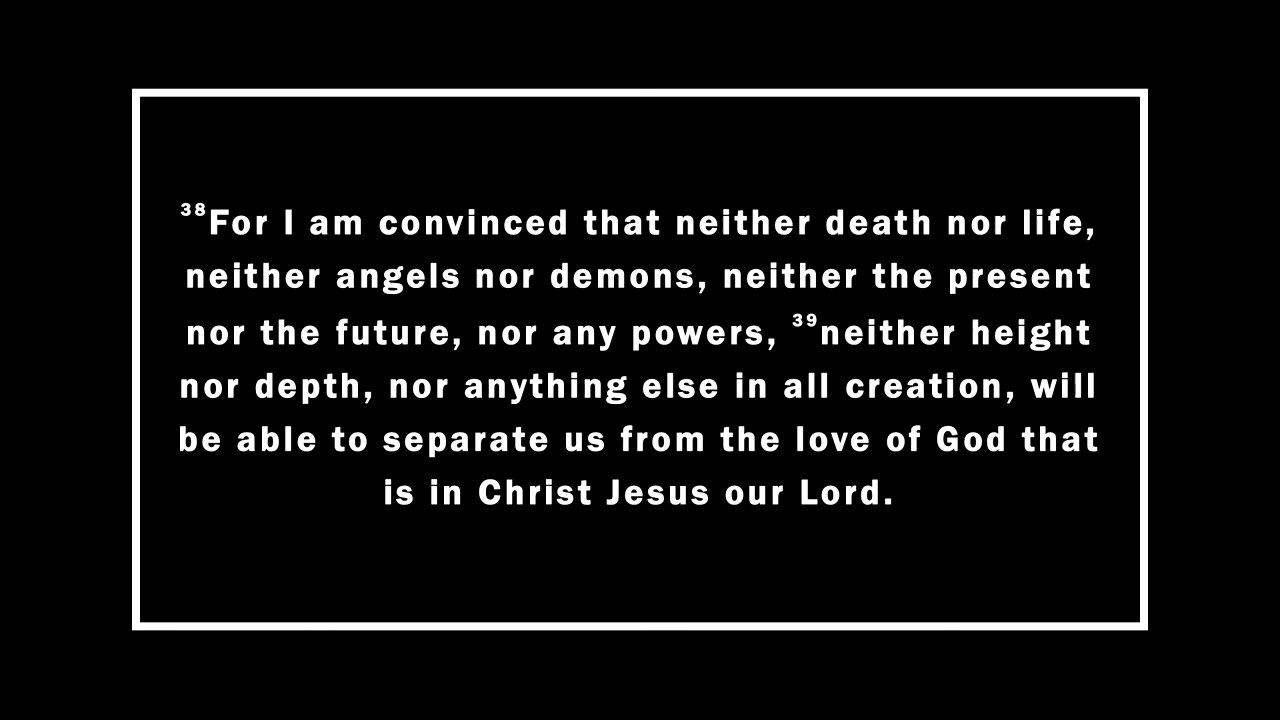 ³⁸For I am convinced that neither death nor life,
neither angels nor demons, neither the present
nor the future, nor any powers, ³⁹neither height
nor depth, nor anything else in all creation, will
be able to separate us from the love of God that
is in Christ Jesus our Lord.